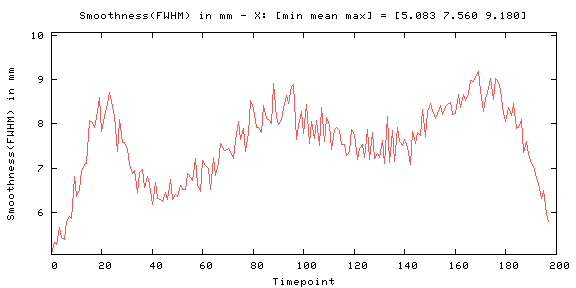 Smoothness(FWHM) in mm - X: [min mean max] = [5.083 7.560 9.180]
10
9
8
7
6
Smoothness(FWHM) in mm
0 20 40 60 80 100 120 140 160 180 200
Timepoint